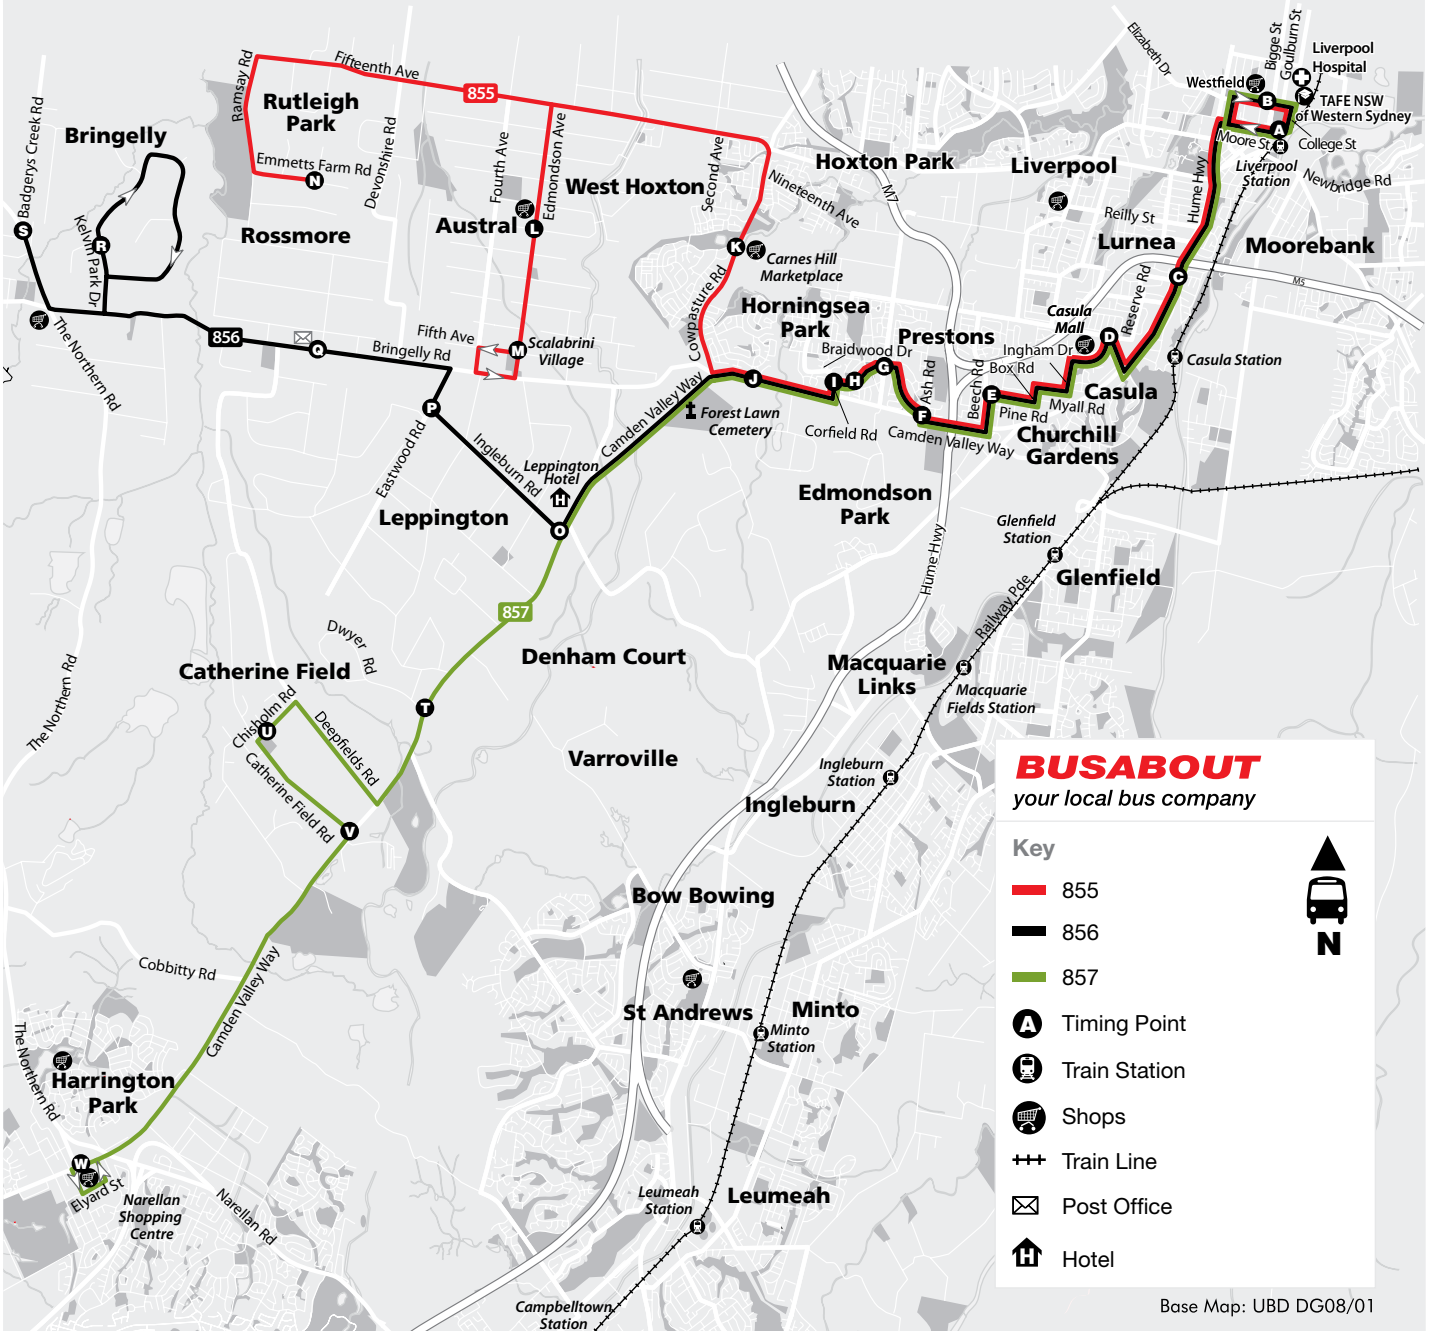 Elizabeth Dr
Bigge St
Goulburn St
Liverpool
Hospital
Westfield
B
TAFE NSW
of Western Sydney
A
Moore St
College St
Liverpool
Station
Newbridge Rd
Ramsay Rd
Fifteenth Ave
855
Rutleigh
Park
Emmetts Farm Rd
N
Devonshire Rd
Badgerys Creek Rd
Bringelly
S
Kelvin Park Dr
R
Rossmore
Fourth Ave
Edmondson Ave
Austral
L
West Hoxton
Second Ave
Nineteenth Ave
Hoxton Park
M7
Liverpool
Reilly St
Hume Hwy
Lurnea
Moorebank
C
M5
K
Carnes Hill
Marketplace
Cowpasture Rd
Horningsea
Park
Prestons
Casula
Mall
Reserve Rd
D
Casula Station
Braidwood Dr
Ingham Dr
Box Rd
Casula
I
H
G
J
Ash Rd
Beech Rd
E
F
Pine Rd
Myall Rd
Corfield Rd
Camden Valley Way
Churchill
Gardens
The Northern Rd
856
Q
Fifth Ave
Bringelly Rd
M
Scalabrini
Village
P
Eastwood Rd
Ingleburn Rd
Camden Valley Way
Forest Lawn
Cemetery
Leppington
Hotel
H
O
Leppington
Edmondson
Park
Glenfield
Station
Glenfield
Hume Hwy
Railway Pde
857
Dwyer Rd
Denham Court
Macquarie
Links
Macquarie
Fields Station
Catherine Field
The Northern Rd
Chisholm Rd
U
Deepfields Rd
T
Catherine Field Rd
V
Varroville
Ingleburn
Station
Ingleburn
Bow Bowing
Cobbitty Rd
Camden Valley Way
St Andrews
Minto
Minto
Station
The Northern Rd
Harrington
Park
W
Elyard St
Narellan
Shopping
Centre
Narellan Rd
Leumeah
Station
Leumeah
Campbelltown
Station
BUSABOUT
your local bus company
Key
855
856
857
A Timing Point
Train Station
Shops
Train Line
Post Office
H Hotel
N
Base Map: UBD DG08/01